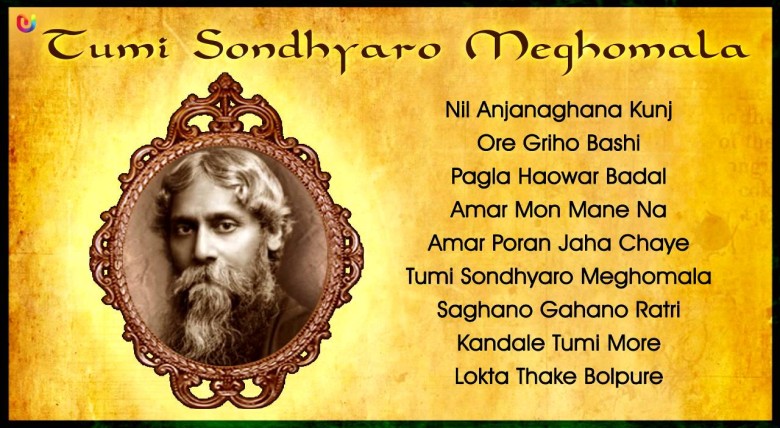 Tumi Sondhyaro Meghomala
Nil Anjanaghana Kunj
Ore Griho Bashi
Pagla Haowar Badal
Amar Mon Mane Na
Amar Poran Jaha Chaye
Tumi Sondhyaro Meghomala
Saghano Gahano Ratri
Kandale Tumi More
Lokta Thake Bolpure